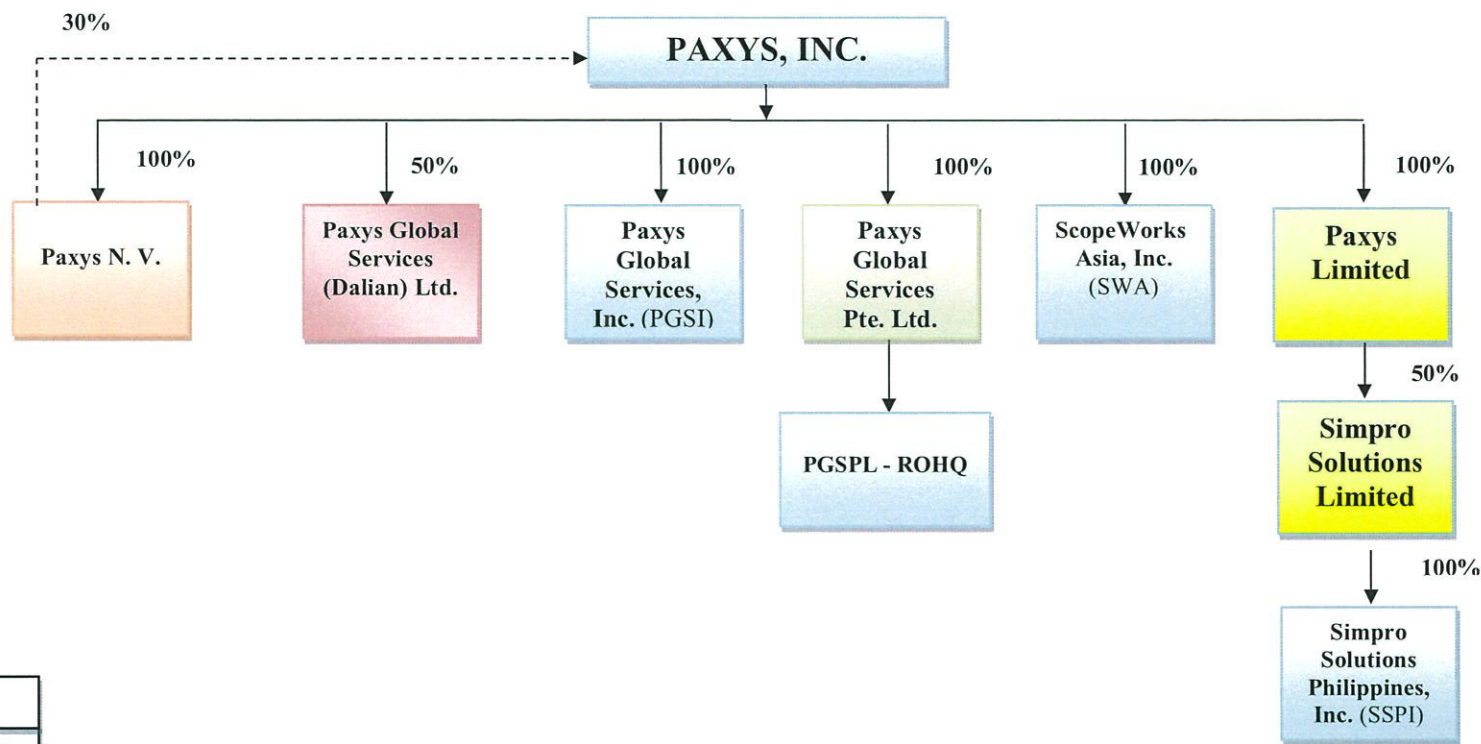 30%
PAXYS, INC.
100%
50%
100%
100%
100%
100%
Paxys N. V.
Paxys Global
Services
(Dalian) Ltd.
Paxys
Global
Services,
Inc. (PGSI)
Paxys
Global
Services
Pte. Ltd.
ScopeWorks
Asia, Inc.
(SWA)
Paxys
Limited
50%
PGSPL - ROHQ
Simpro
Solutions
Limited
100%
Simpro
Solutions
Philippines,
Inc. (SSPI)